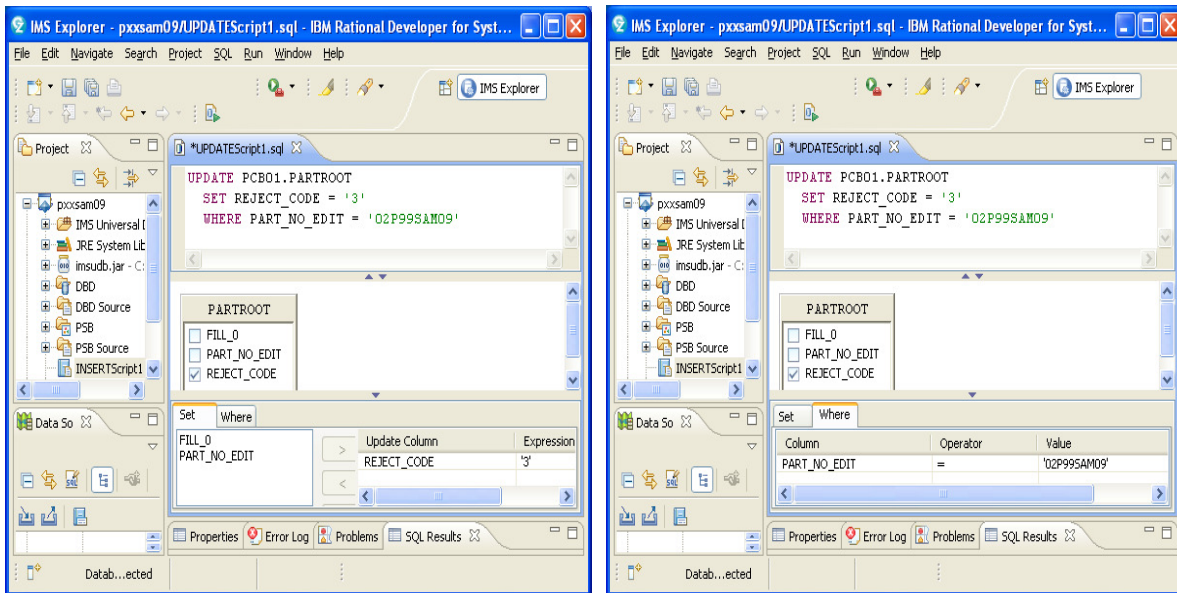 IMS Explorer - pxxsam09/UPDATEScript1.sql - IBM Rational Developer for Syst...
File Edit Navigate Search Project SQL Run Window Help
IMS Explorer
Project
*UPDATEScript1.sql
UPDATE PCB01.PARTROOT
SET REJECT_CODE = '3'
WHERE PART_NO_EDIT = '02P99SAM09'
pxxsam09
IMS Universal D
JRE System Lib
imsudb.jar - C:
DBD
DBD Source
PSB
PSB Source
INSERTScript1
PARTROOT
FILL_0
PART_NO_EDIT
REJECT_CODE
Data So
Set Where
FILL_0
PART_NO_EDIT
Update Column Expression
REJECT_CODE '3'
Properties Error Log Problems SQL Results
Datab...ected
IMS Explorer - pxxsam09/UPDATEScript1.sql - IBM Rational Developer for Syst...
File Edit Navigate Search Project SQL Run Window Help
IMS Explorer
Project
*UPDATEScript1.sql
UPDATE PCB01.PARTROOT
SET REJECT_CODE = '3'
WHERE PART_NO_EDIT = '02P99SAM09'
pxxsam09
IMS Universal D
JRE System Lib
imsudb.jar - C:
DBD
DBD Source
PSB
PSB Source
INSERTScript1
PARTROOT
FILL_0
PART_NO_EDIT
REJECT_CODE
Data So
Set Where
Column Operator Value
PART_NO_EDIT = '02P99SAM09'
Properties Error Log Problems SQL Results
Datab...ected